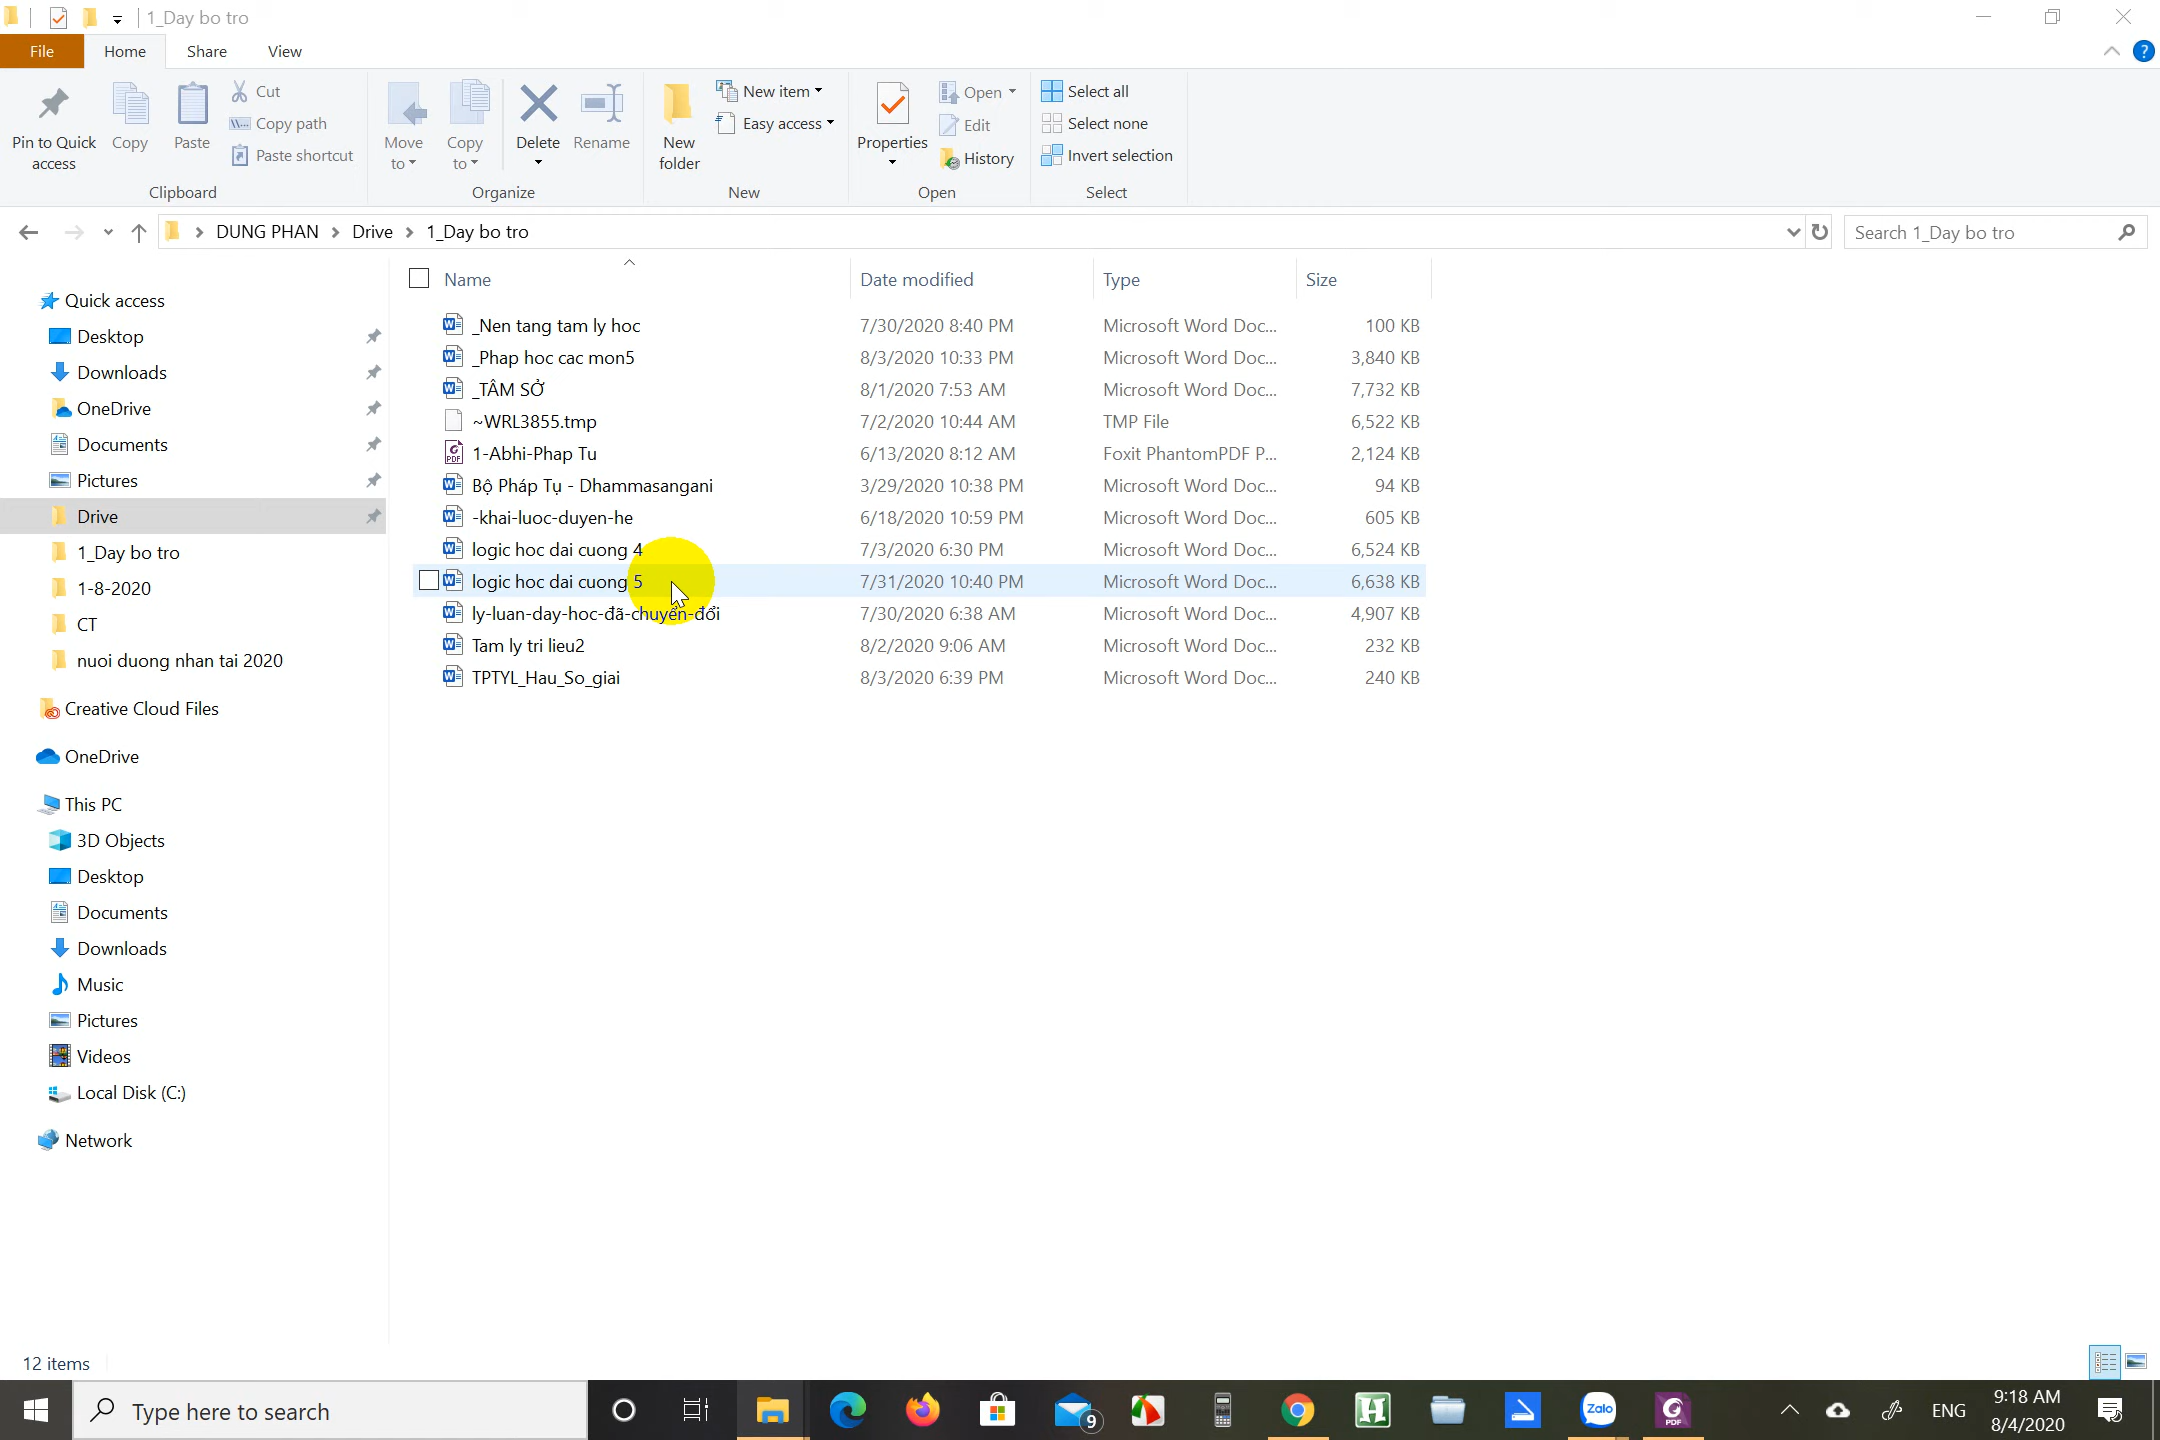 1_Day bo tro
File Home Share View
Pin to Quick access
Copy
Paste
Cut
Copy path
Paste shortcut
Clipboard
Move to
Copy to
Delete
Rename
Organize
New folder
New item
Easy access
New
Properties
Open
Edit
History
Open
Select all
Select none
Invert selection
Select
DUNG PHAN > Drive > 1_Day bo tro
Search 1_Day bo tro
Quick access
Desktop
Downloads
OneDrive
Documents
Pictures
Drive
1_Day bo tro
1-8-2020
CT
nuoi duong nhan tai 2020
Creative Cloud Files
OneDrive
This PC
3D Objects
Desktop
Documents
Downloads
Music
Pictures
Videos
Local Disk (C:)
Network
Name Date modified Type Size
_Nen tang tam ly hoc 7/30/2020 8:40 PM Microsoft Word Doc... 100 KB
_Phap hoc cac mon5 8/3/2020 10:33 PM Microsoft Word Doc... 3,840 KB
_TÂM SỞ 8/1/2020 7:53 AM Microsoft Word Doc... 7,732 KB
~WRL3855.tmp 7/2/2020 10:44 AM TMP File 6,522 KB
1-Abhi-Phap Tu 6/13/2020 8:12 AM Foxit PhantomPDF P... 2,124 KB
Bộ Pháp Tụ - Dhammasangani 3/29/2020 10:38 PM Microsoft Word Doc... 94 KB
-khai-luoc-duyen-he 6/18/2020 10:59 PM Microsoft Word Doc... 605 KB
logic hoc dai cuong 4 7/3/2020 6:30 PM Microsoft Word Doc... 6,524 KB
logic hoc dai cuong 5 7/31/2020 10:40 PM Microsoft Word Doc... 6,638 KB
ly-luan-day-hoc-đã-chuyển-đổi 7/30/2020 6:38 AM Microsoft Word Doc... 4,907 KB
Tam ly tri lieu2 8/2/2020 9:06 AM Microsoft Word Doc... 232 KB
TPTYL_Hau_So_giai 8/3/2020 6:39 PM Microsoft Word Doc... 240 KB
12 items
Type here to search
9
Zalo
PDF
ENG
9:18 AM
8/4/2020